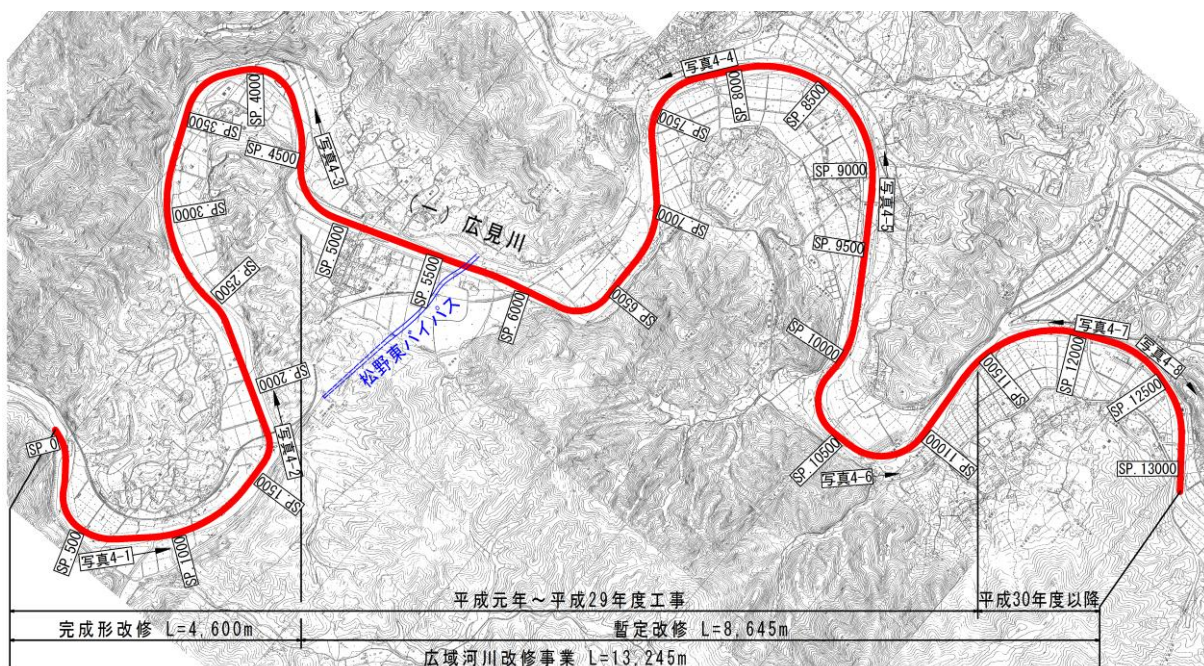 SP. 0
SP. 500
SP. 1000
SP. 1500
SP. 2000
SP. 2500
SP. 3000
SP. 3500
SP. 4000
SP. 4500
SP. 5000
SP. 5500
SP. 6000
SP. 6500
SP. 7000
SP. 7500
SP. 8000
SP. 8500
SP. 9000
SP. 9500
SP. 10000
SP. 10500
SP. 11000
SP. 11500
SP. 12000
SP. 12500
SP. 13000
写真4-1
写真4-2
写真4-3
写真4-4
写真4-5
写真4-6
写真4-7
写真4-8
(一) 広見川
松野東バイパス
平成元年～平成29年度工事
平成30年度以降
完成形改修 L=4,600m
暫定改修 L=8,645m
広域河川改修事業 L=13,245m